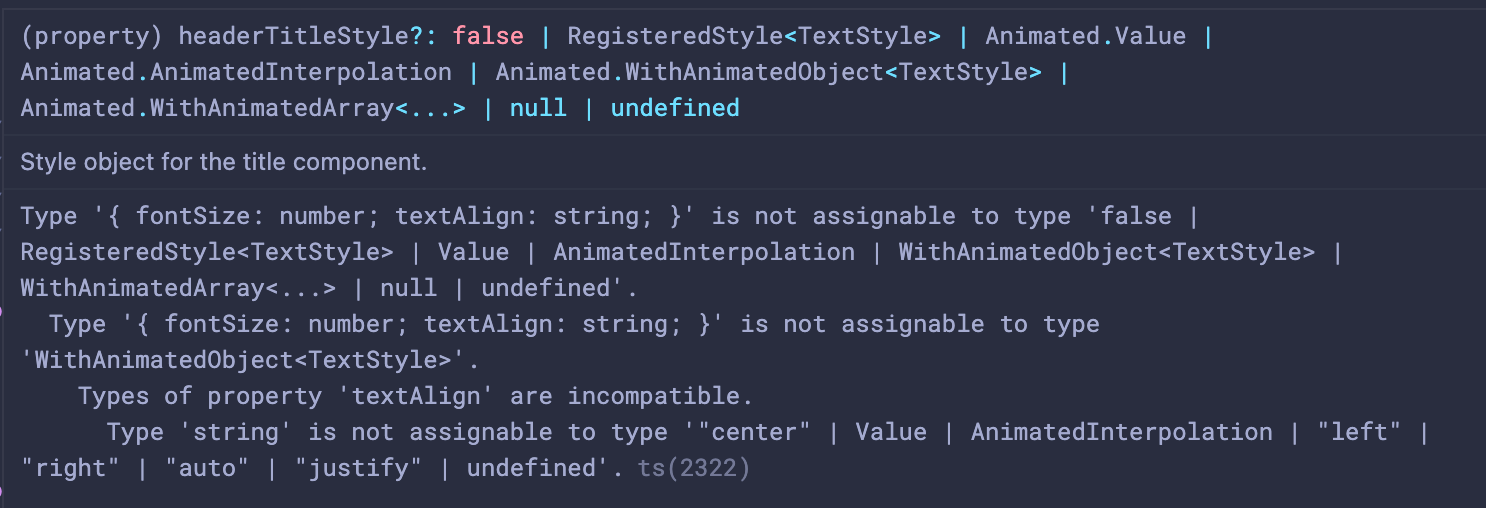 (property) headerTitleStyle?: false | RegisteredStyle<TextStyle> | Animated.Value |
Animated.AnimatedInterpolation | Animated.WithAnimatedObject<TextStyle> |
Animated.WithAnimatedArray<...> | null | undefined
Style object for the title component.
Type '{ fontSize: number; textAlign: string; }' is not assignable to type 'false |
RegisteredStyle<TextStyle> | Value | AnimatedInterpolation | WithAnimatedObject<TextStyle> |
WithAnimatedArray<...> | null | undefined'.
Type '{ fontSize: number; textAlign: string; }' is not assignable to type
'WithAnimatedObject<TextStyle>'.
Types of property 'textAlign' are incompatible.
Type 'string' is not assignable to type '"center" | Value | AnimatedInterpolation | "left" |
"right" | "auto" | "justify" | undefined'. ts(2322)